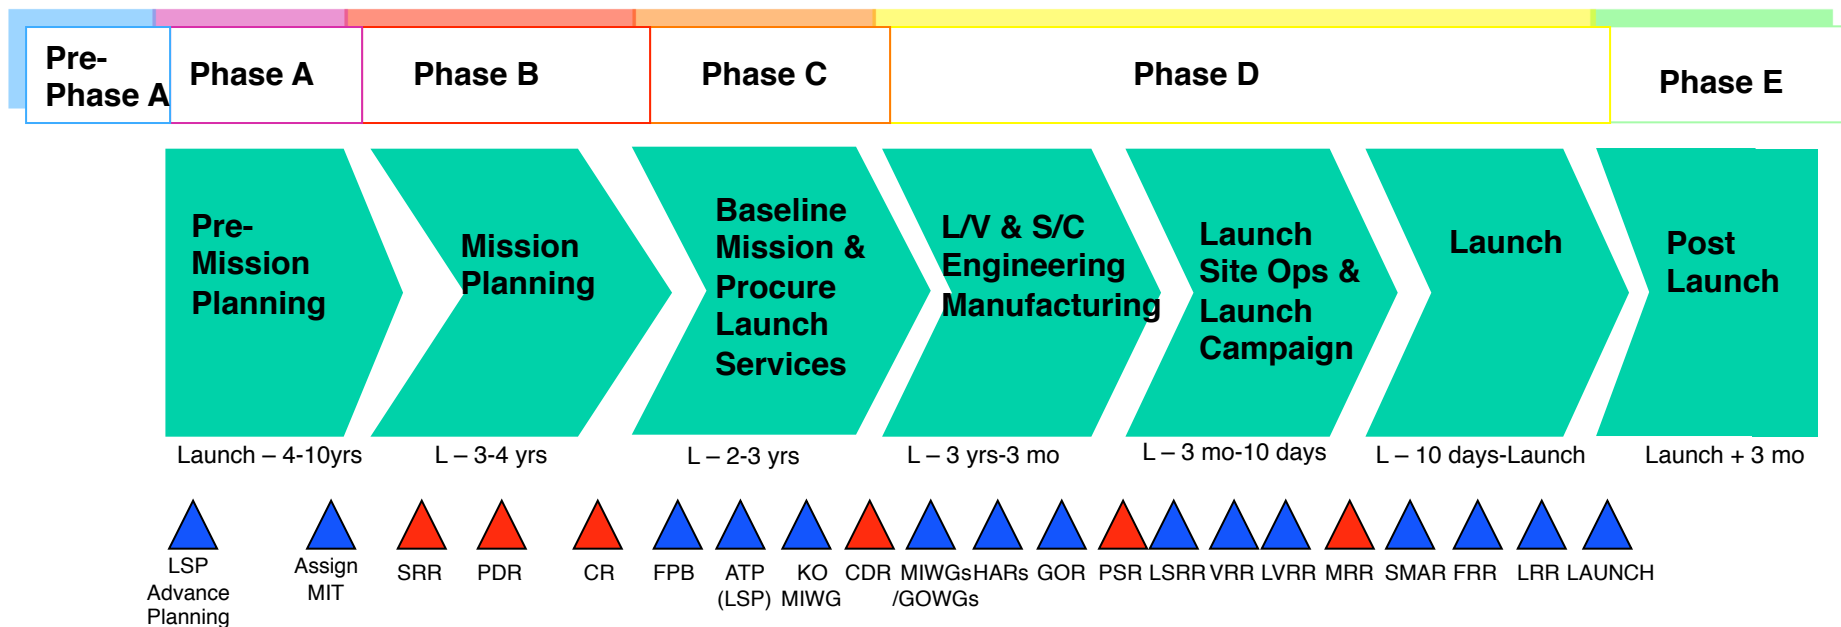 Pre-
Phase A
Phase A
Phase B
Phase C
Phase D
Phase E
Pre-
Mission
Planning
Mission
Planning
Baseline
Mission &
Procure
Launch
Services
L/V & S/C
Engineering
Manufacturing
Launch
Site Ops &
Launch
Campaign
Launch
Post
Launch
Launch – 4-10yrs
L – 3-4 yrs
L – 2-3 yrs
L – 3 yrs-3 mo
L – 3 mo-10 days
L – 10 days-Launch
Launch + 3 mo
LSP
Advance
Planning
Assign
MIT
SRR
PDR
CR
FPB
ATP
(LSP)
KO
MIWG
CDR
MIWGs
/GOWGs
HARs
GOR
PSR
LSRR
VRR
LVRR
MRR
SMAR
FRR
LRR
LAUNCH